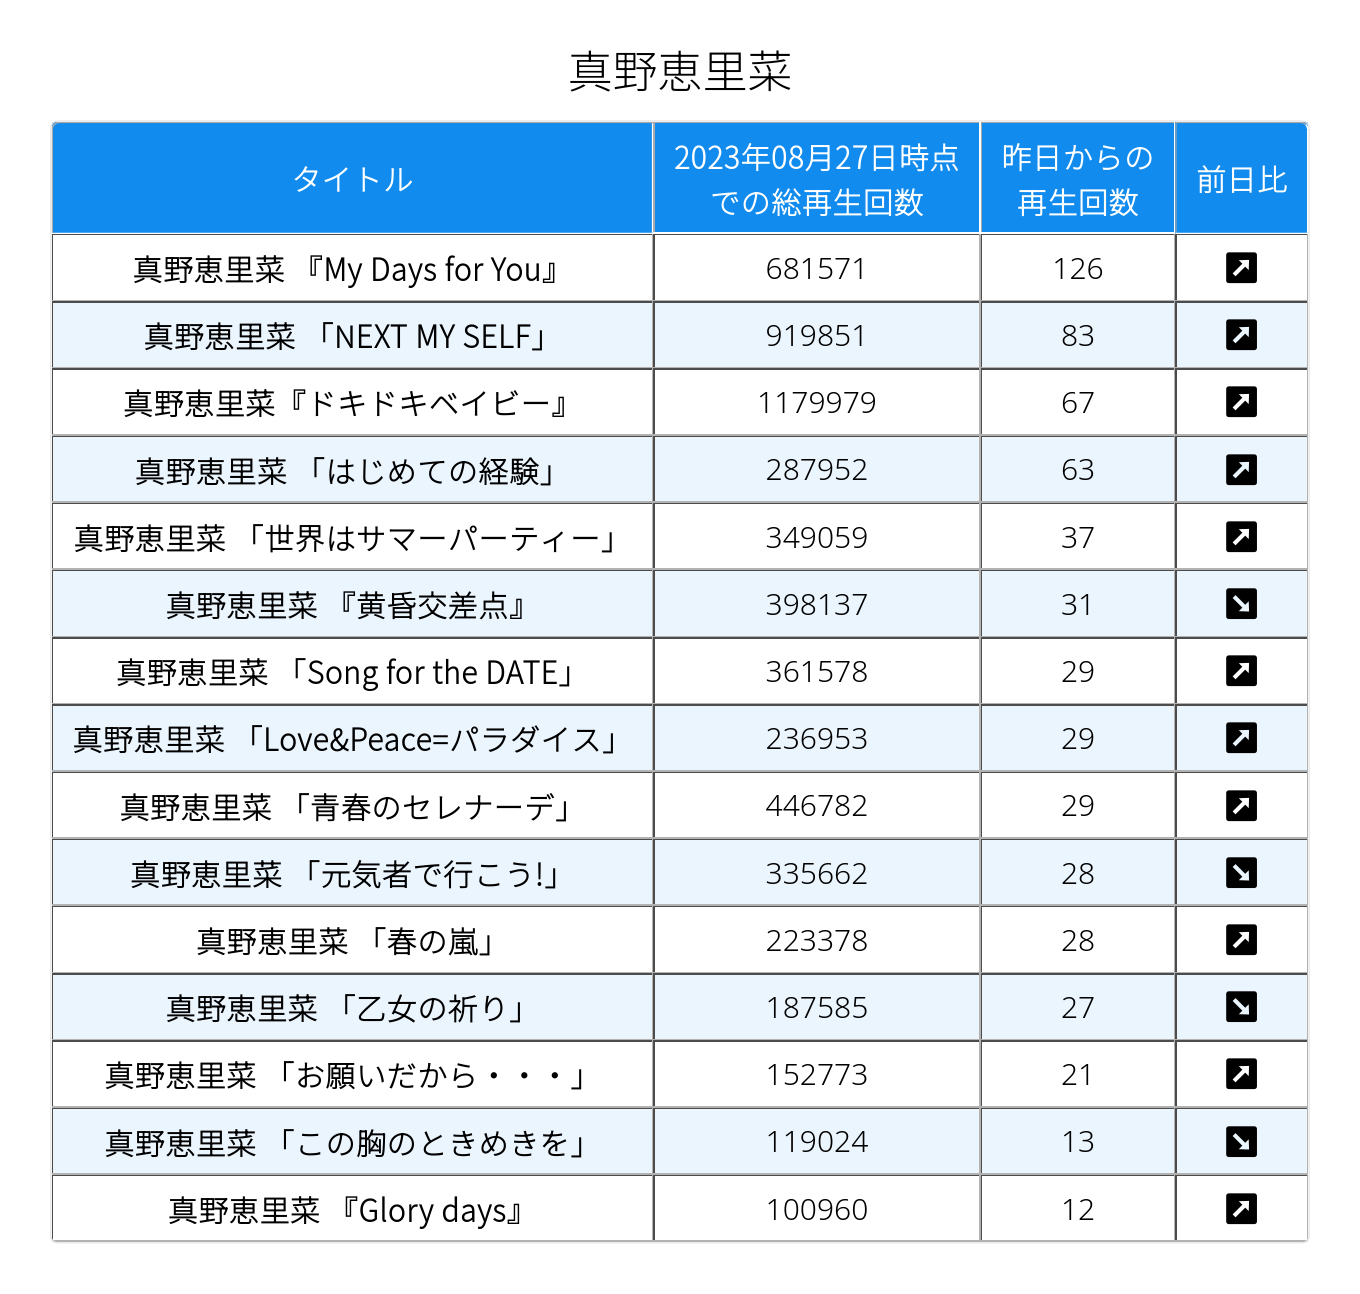 真野恵里菜
タイトル 2023年08月27日時点での総再生回数 昨日からの再生回数 前日比
真野恵里菜 『My Days for You』 681571 126 ↗
真野恵里菜 「NEXT MY SELF」 919851 83 ↗
真野恵里菜『ドキドキベイビー』 1179979 67 ↗
真野恵里菜 「はじめての経験」 287952 63 ↗
真野恵里菜 「世界はサマーパーティー」 349059 37 ↗
真野恵里菜 『黄昏交差点』 398137 31 ↘
真野恵里菜 「Song for the DATE」 361578 29 ↗
真野恵里菜 「Love&Peace=パラダイス」 236953 29 ↗
真野恵里菜 「青春のセレナーデ」 446782 29 ↗
真野恵里菜 「元気者で行こう!」 335662 28 ↘
真野恵里菜 「春の嵐」 223378 28 ↗
真野恵里菜 「乙女の祈り」 187585 27 ↘
真野恵里菜 「お願いだから・・・」 152773 21 ↗
真野恵里菜 「この胸のときめきを」 119024 13 ↘
真野恵里菜 『Glory days』 100960 12 ↗